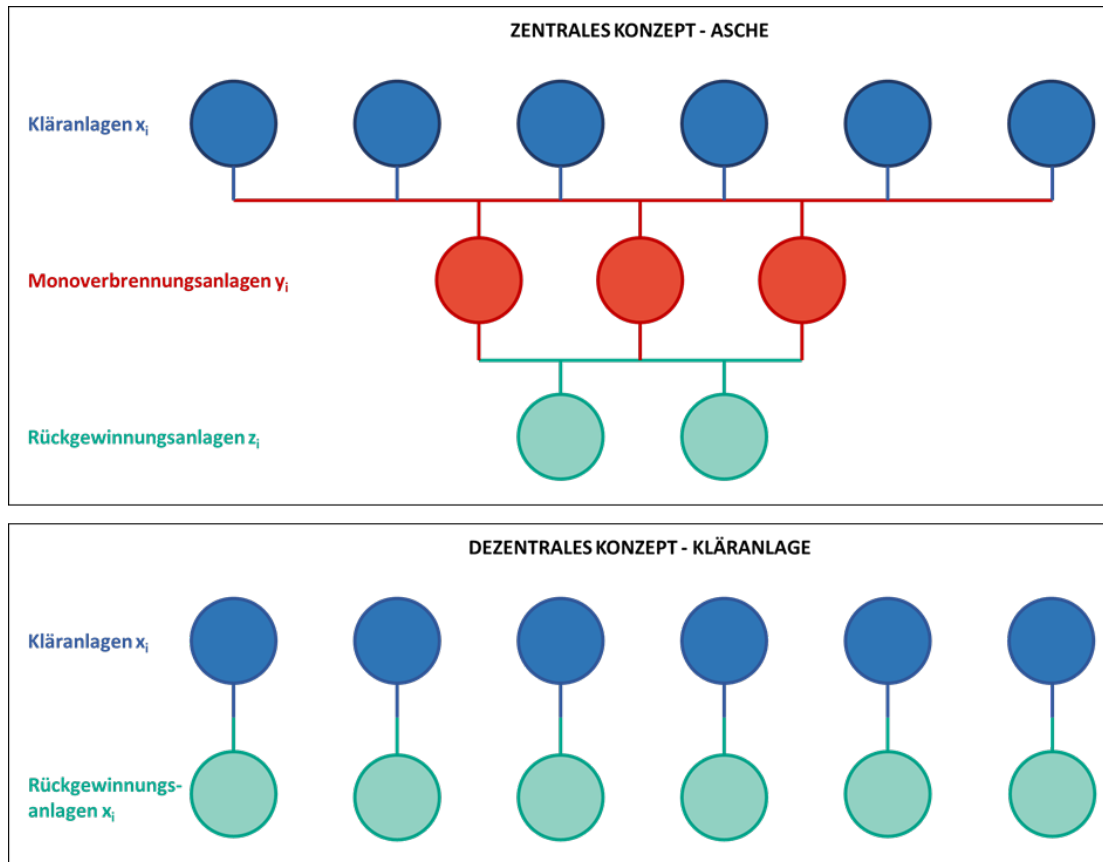 ZENTRALES KONZEPT - ASCHE
Kläranlagen xi
Monoverbrennungsanlagen yi
Rückgewinnungsanlagen zi
DEZENTRALES KONZEPT - KLÄRANLAGE
Kläranlagen xi
Rückgewinnungs-
anlagen xi